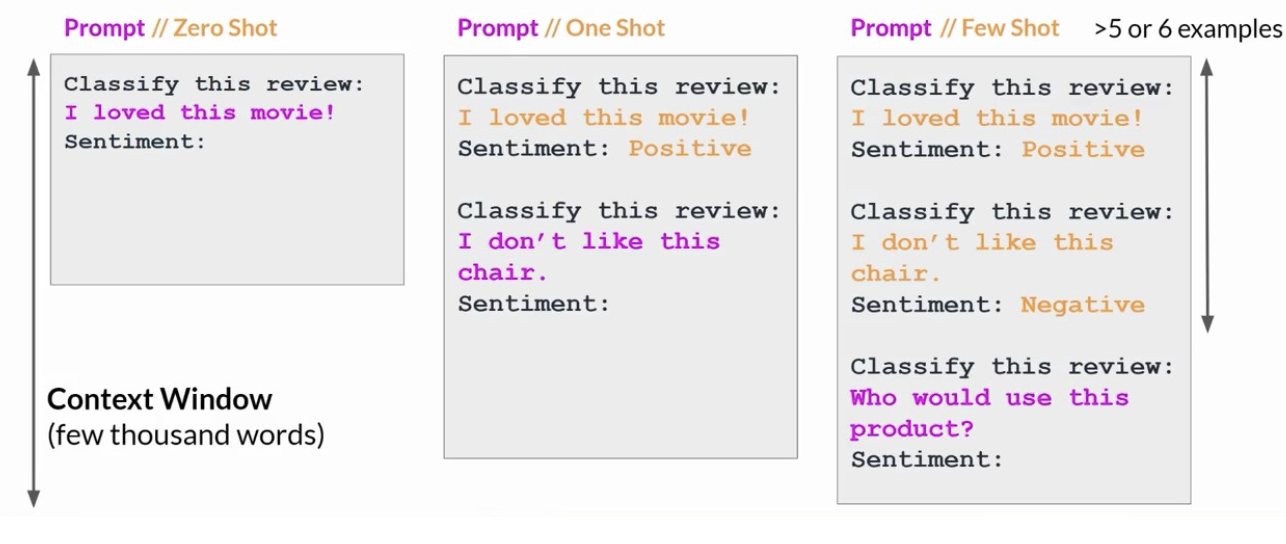 Prompt // Zero Shot
Classify this review:
I loved this movie!
Sentiment:
Context Window
(few thousand words)
Prompt // One Shot
Classify this review:
I loved this movie!
Sentiment: Positive
Classify this review:
I don’t like this
chair.
Sentiment:
Prompt // Few Shot
>5 or 6 examples
Classify this review:
I loved this movie!
Sentiment: Positive
Classify this review:
I don’t like this
chair.
Sentiment: Negative
Classify this review:
Who would use this
product?
Sentiment: